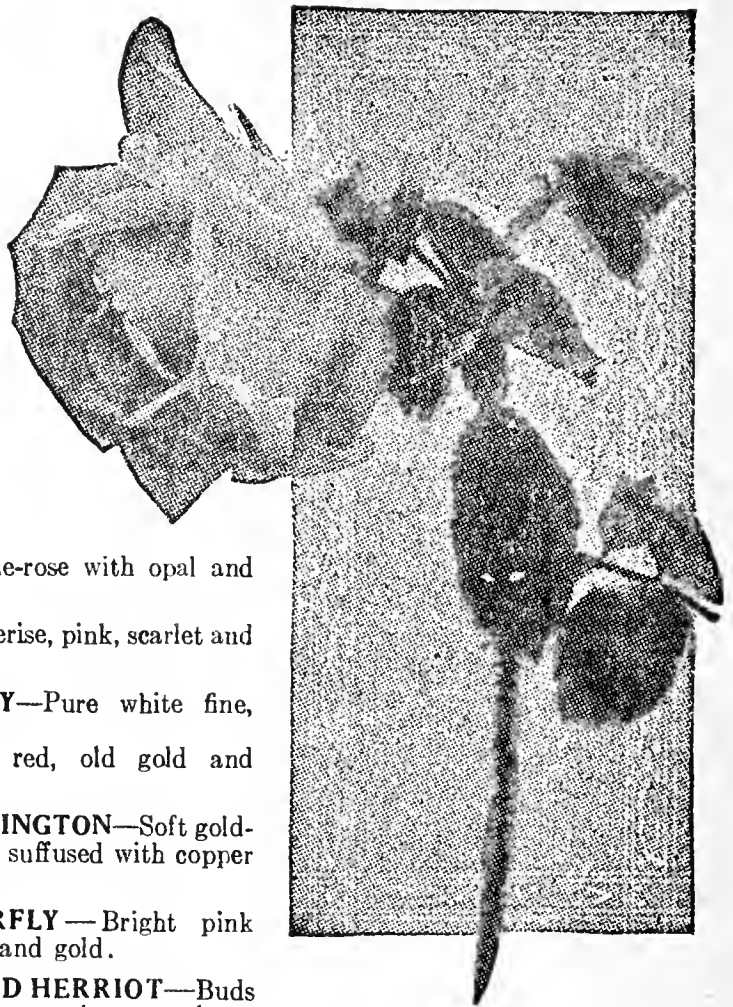 e-rose with opal and
erise, pink, scarlet and
Y—Pure white fine,
red, old gold and
INGTON—Soft gold-
suffused with copper
RFLY—Bright pink
and gold.
D HERRIOT—Buds